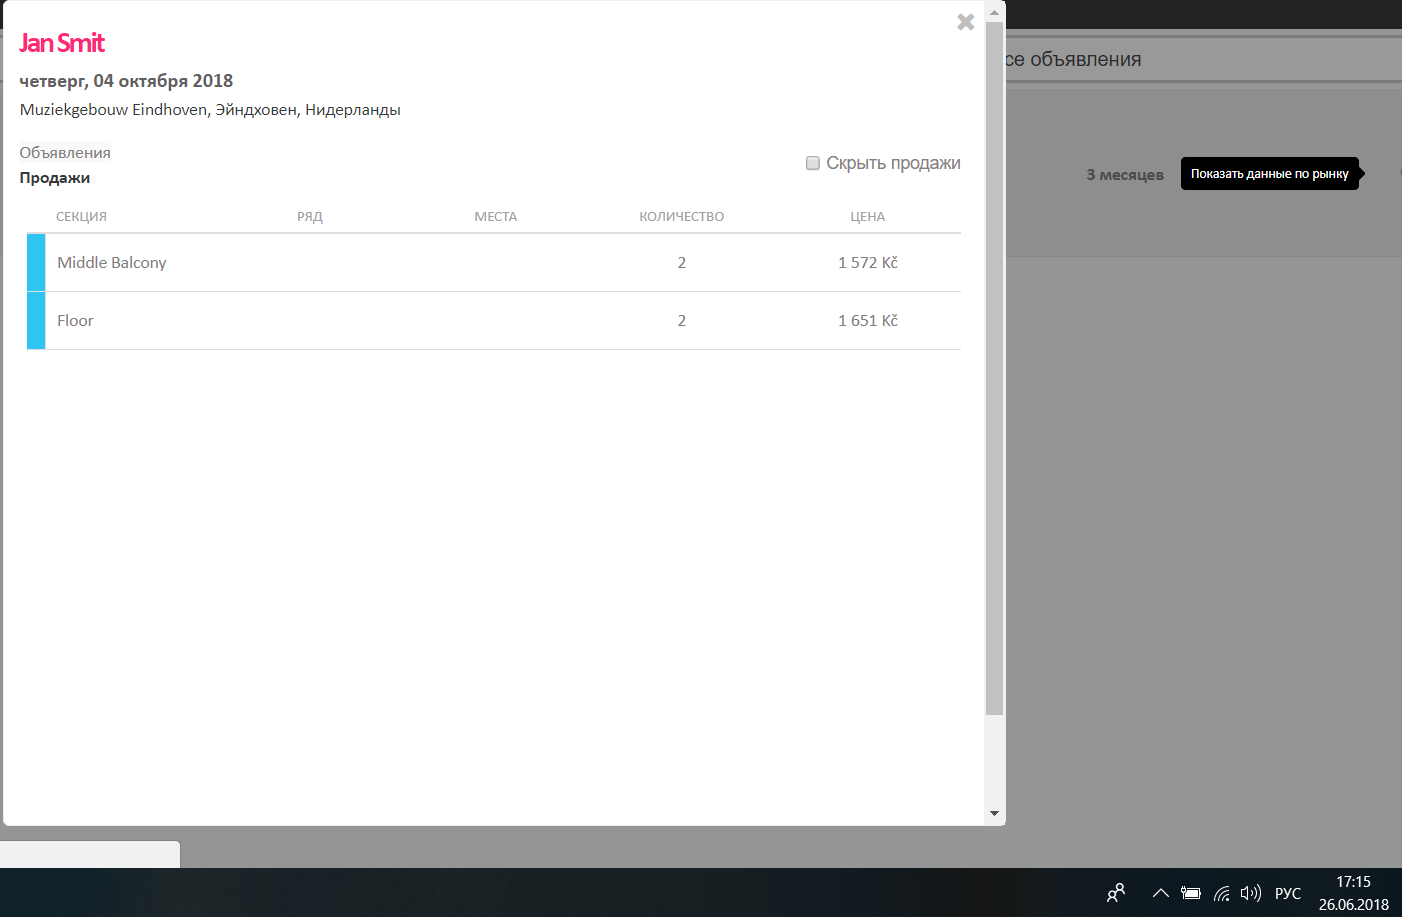 Jan Smit
четверг, 04 октября 2018
Muziekgebouw Eindhoven, Эйндховен, Нидерланды
Объявления
Продажи
Скрыть продажи
СЕКЦИЯ РЯД МЕСТА КОЛИЧЕСТВО ЦЕНА
Middle Balcony 2 1 572 Kč
Floor 2 1 651 Kč
се объявления
3 месяцев
Показать данные по рынку
РУС
17:15
26.06.2018